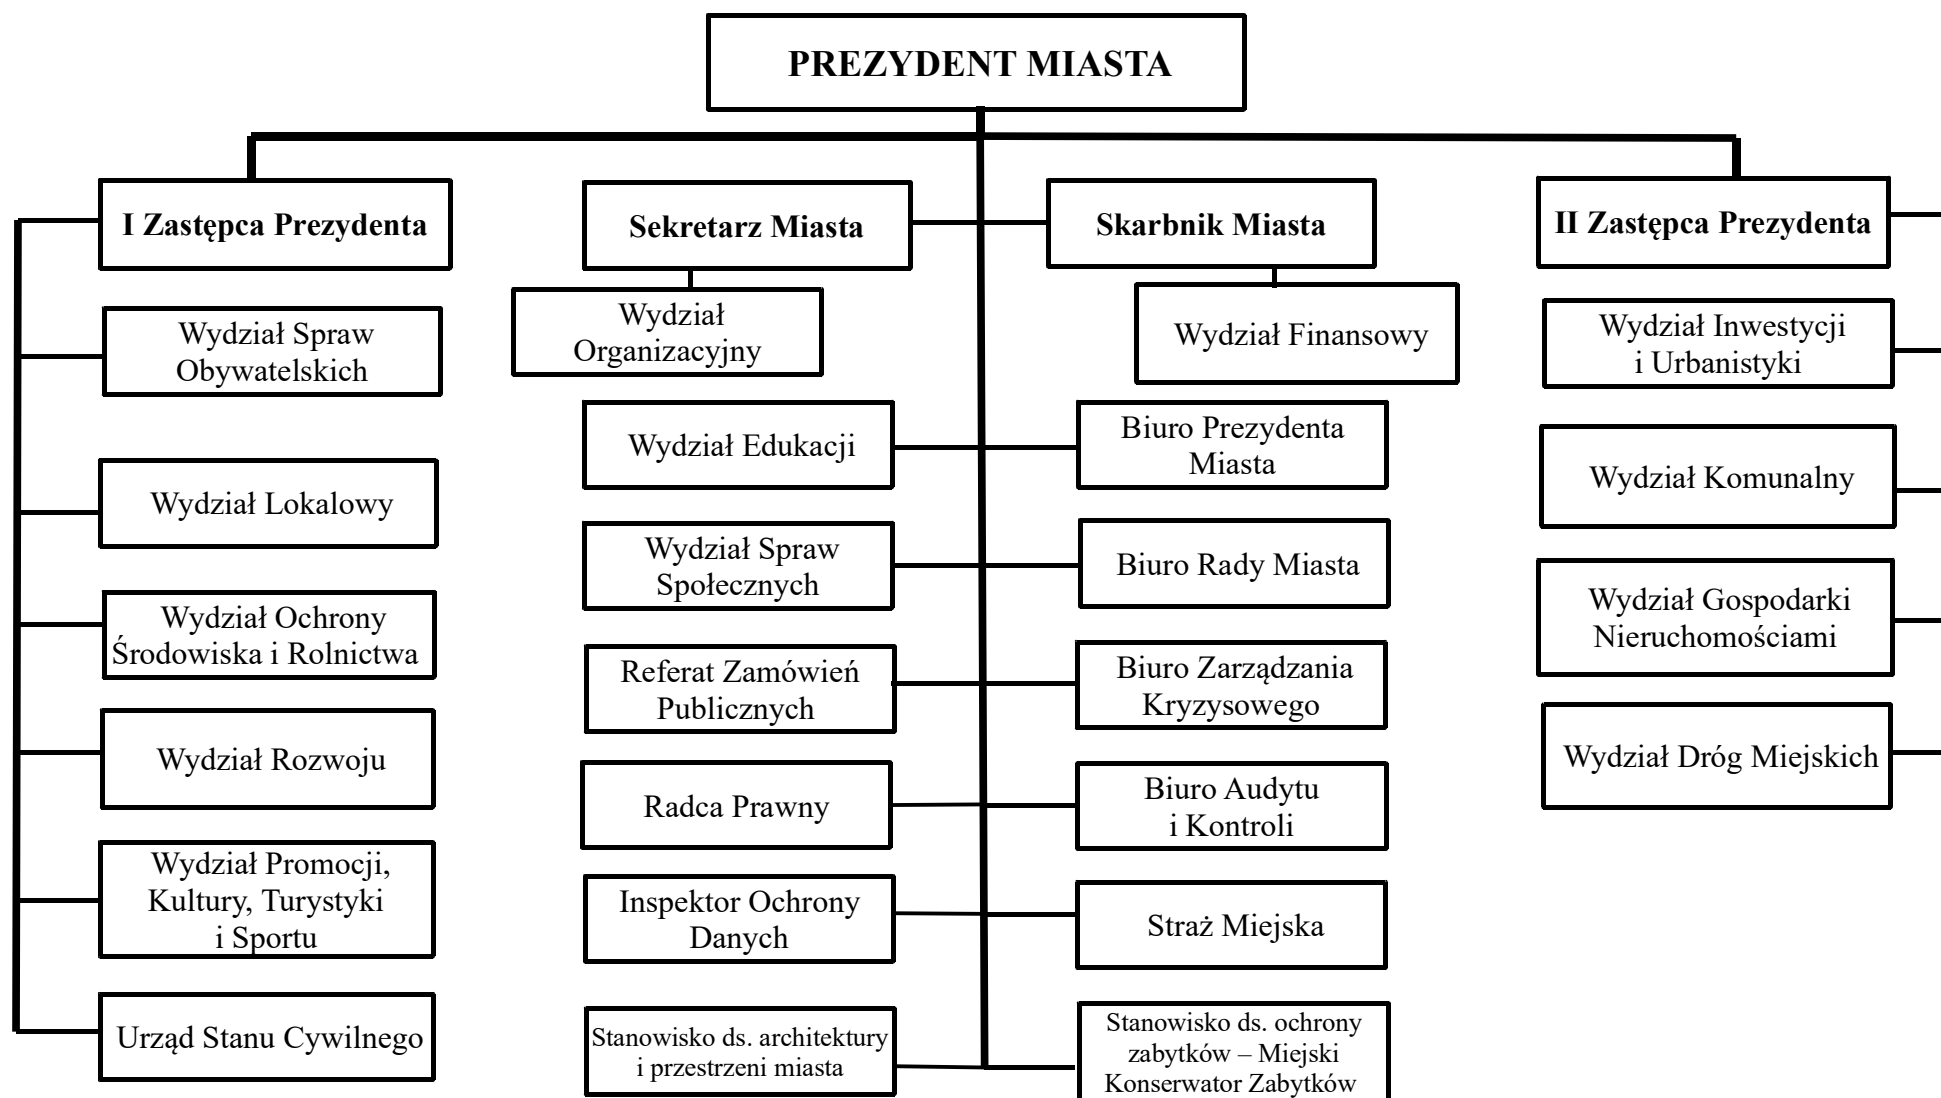 PREZYDENT MIASTA
I Zastępca Prezydenta
Sekretarz Miasta
Skarbnik Miasta
II Zastępca Prezydenta
Wydział Spraw
Obywatelskich
Wydział Lokalowy
Wydział Ochrony
Środowiska i Rolnictwa
Wydział Rozwoju
Wydział Promocji,
Kultury, Turystyki
i Sportu
Urząd Stanu Cywilnego
Wydział
Organizacyjny
Wydział Edukacji
Wydział Spraw
Społecznych
Referat Zamówień
Publicznych
Radca Prawny
Inspektor Ochrony
Danych
Stanowisko ds. architektury
i przestrzeni miasta
Wydział Finansowy
Biuro Prezydenta
Miasta
Biuro Rady Miasta
Biuro Zarządzania
Kryzysowego
Biuro Audytu
i Kontroli
Straż Miejska
Stanowisko ds. ochrony
zabytków – Miejski
Konserwator Zabytków
Wydział Inwestycji
i Urbanistyki
Wydział Komunalny
Wydział Gospodarki
Nieruchomościami
Wydział Dróg Miejskich